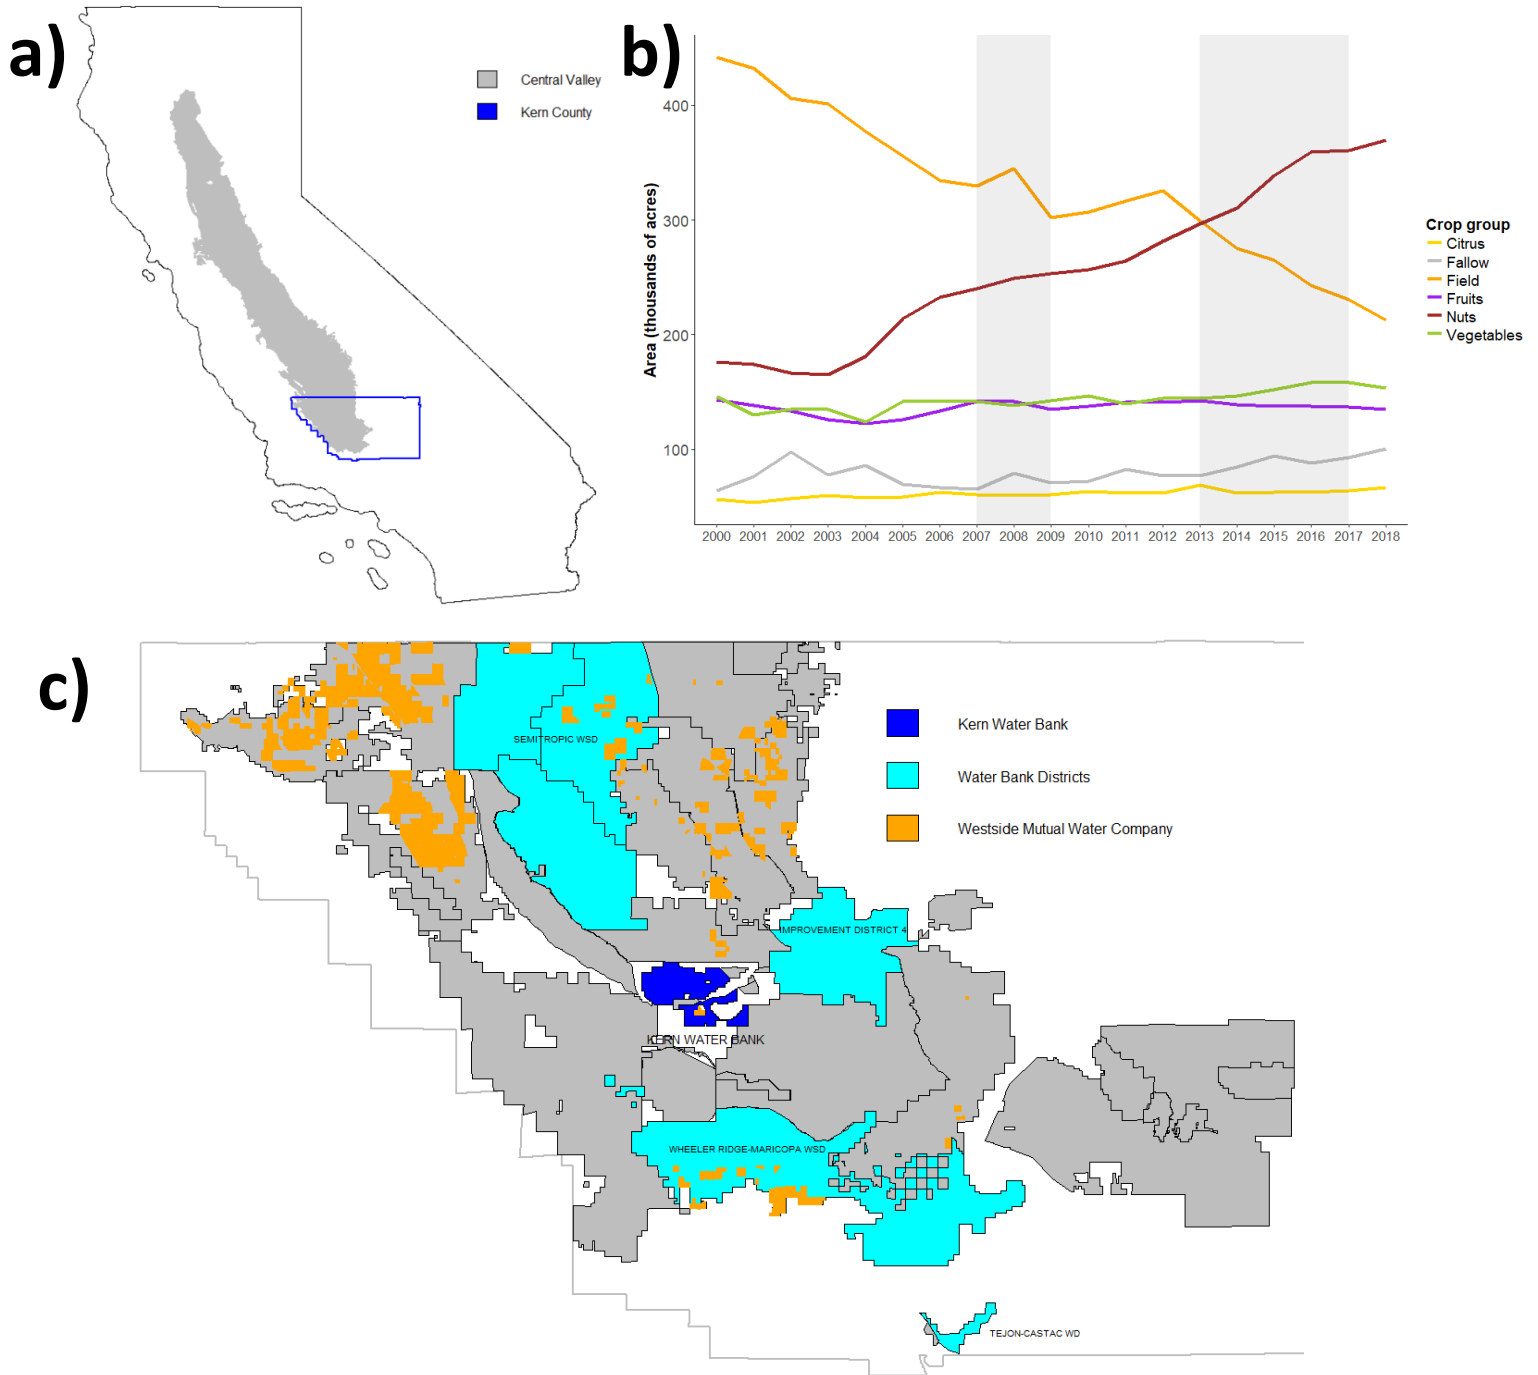 a)
Central Valley
Kern County
b)
Area (thousands of acres)
400
300
200
100
2000 2001 2002 2003 2004 2005 2006 2007 2008 2009 2010 2011 2012 2013 2014 2015 2016 2017 2018
Crop group
Citrus
Fallow
Field
Fruits
Nuts
Vegetables
c)
Kern Water Bank
Water Bank Districts
Westside Mutual Water Company
SEMITROPIC WSD
IMPROVEMENT DISTRICT 4
KERN WATER BANK
WHEELER RIDGE-MARICOPA WSD
TEJON-CASTAC WD